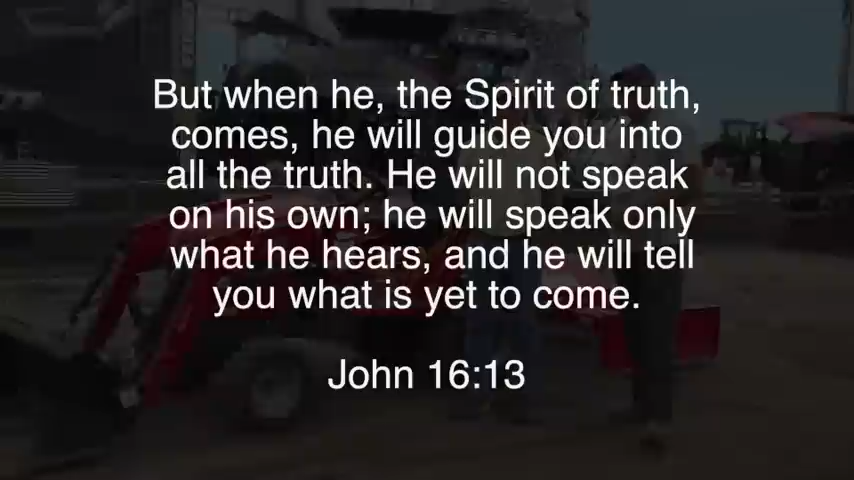 But when he, the Spirit of truth,
comes, he will guide you into
all the truth. He will not speak
on his own; he will speak only
what he hears, and he will tell
you what is yet to come.
John 16:13